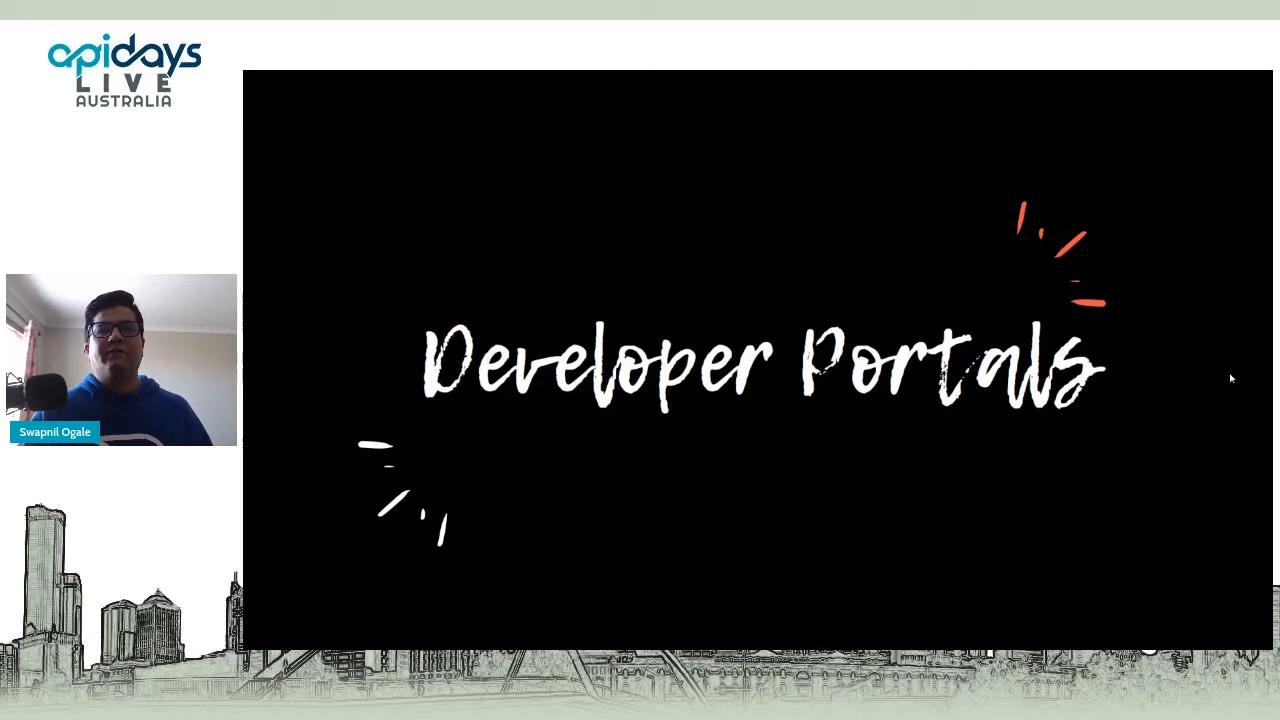 apidays
LIVE
AUSTRALIA
Developer Portals
Swapnil Ogale